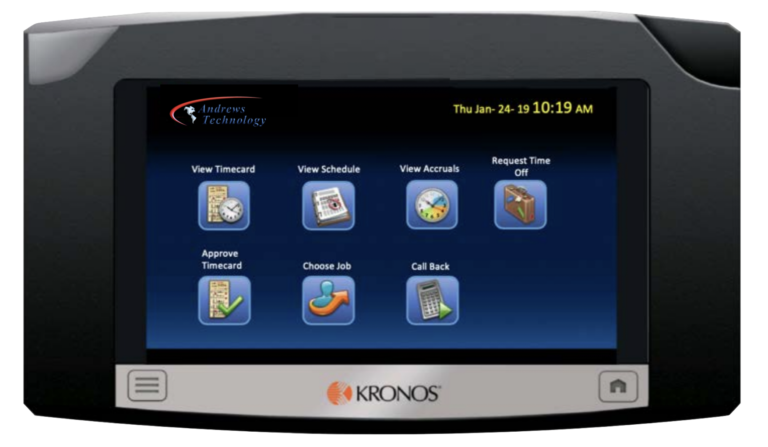 Andrews
Technology
Thu Jan- 24- 19 10:19 AM
View Timecard
View Schedule
View Accruals
Request Time
Off
Approve
Timecard
Choose Job
Call Back
KRONOS